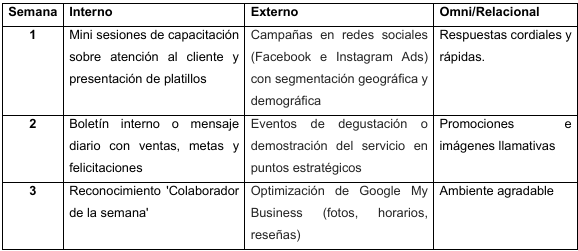 Semana Interno Externo Omni/Relacional
1 Mini sesiones de capacitación Campañas en redes sociales Respuestas cordiales y
sobre atención al cliente y (Facebook e Instagram Ads) rápidas.
presentación de platillos con segmentación geográfica y
demográfica
2 Boletín interno o mensaje Eventos de degustación o Promociones e
diario con ventas, metas y demostración del servicio en imágenes llamativas
felicitaciones puntos estratégicos
3 Reconocimiento 'Colaborador Optimización de Google My Ambiente agradable
de la semana' Business (fotos, horarios,
reseñas)